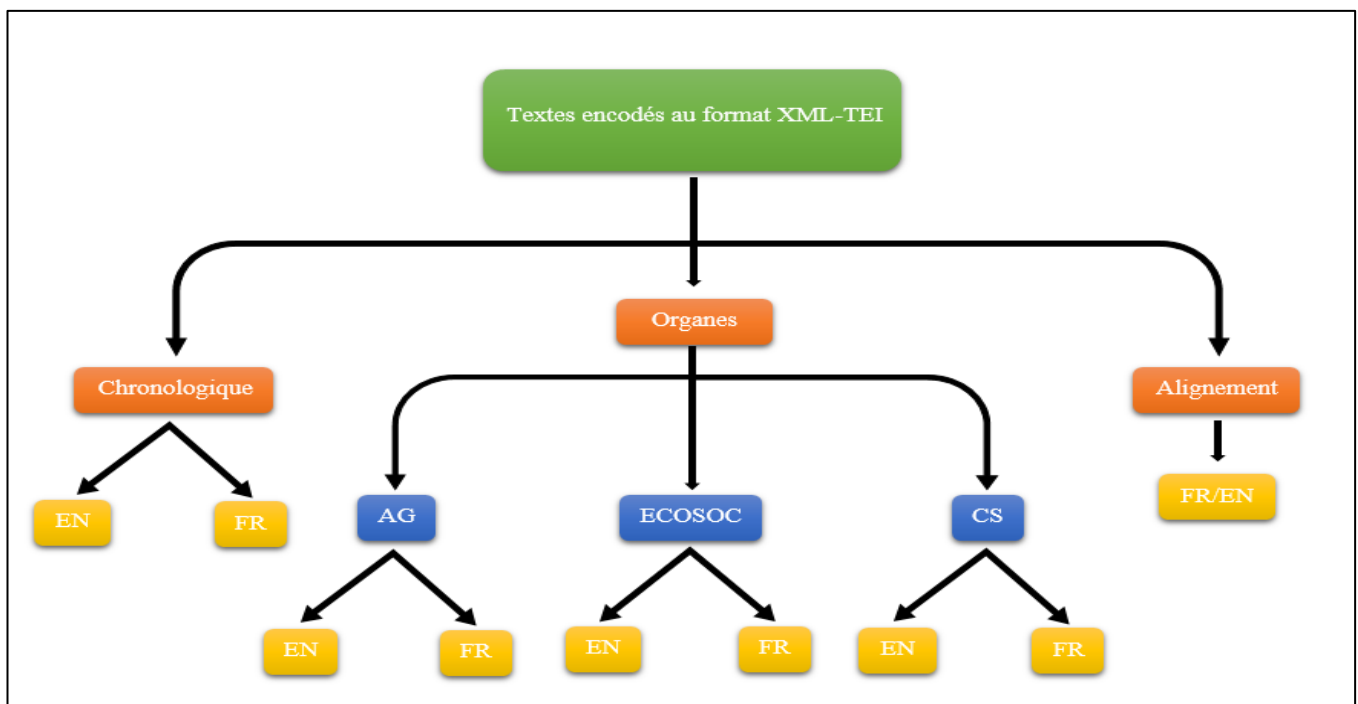 Textes encodés au format XML-TEI
Organes
Chronologique
Alignement
EN
FR
AG
ECOSOC
CS
FR/EN
EN
FR
EN
FR
EN
FR